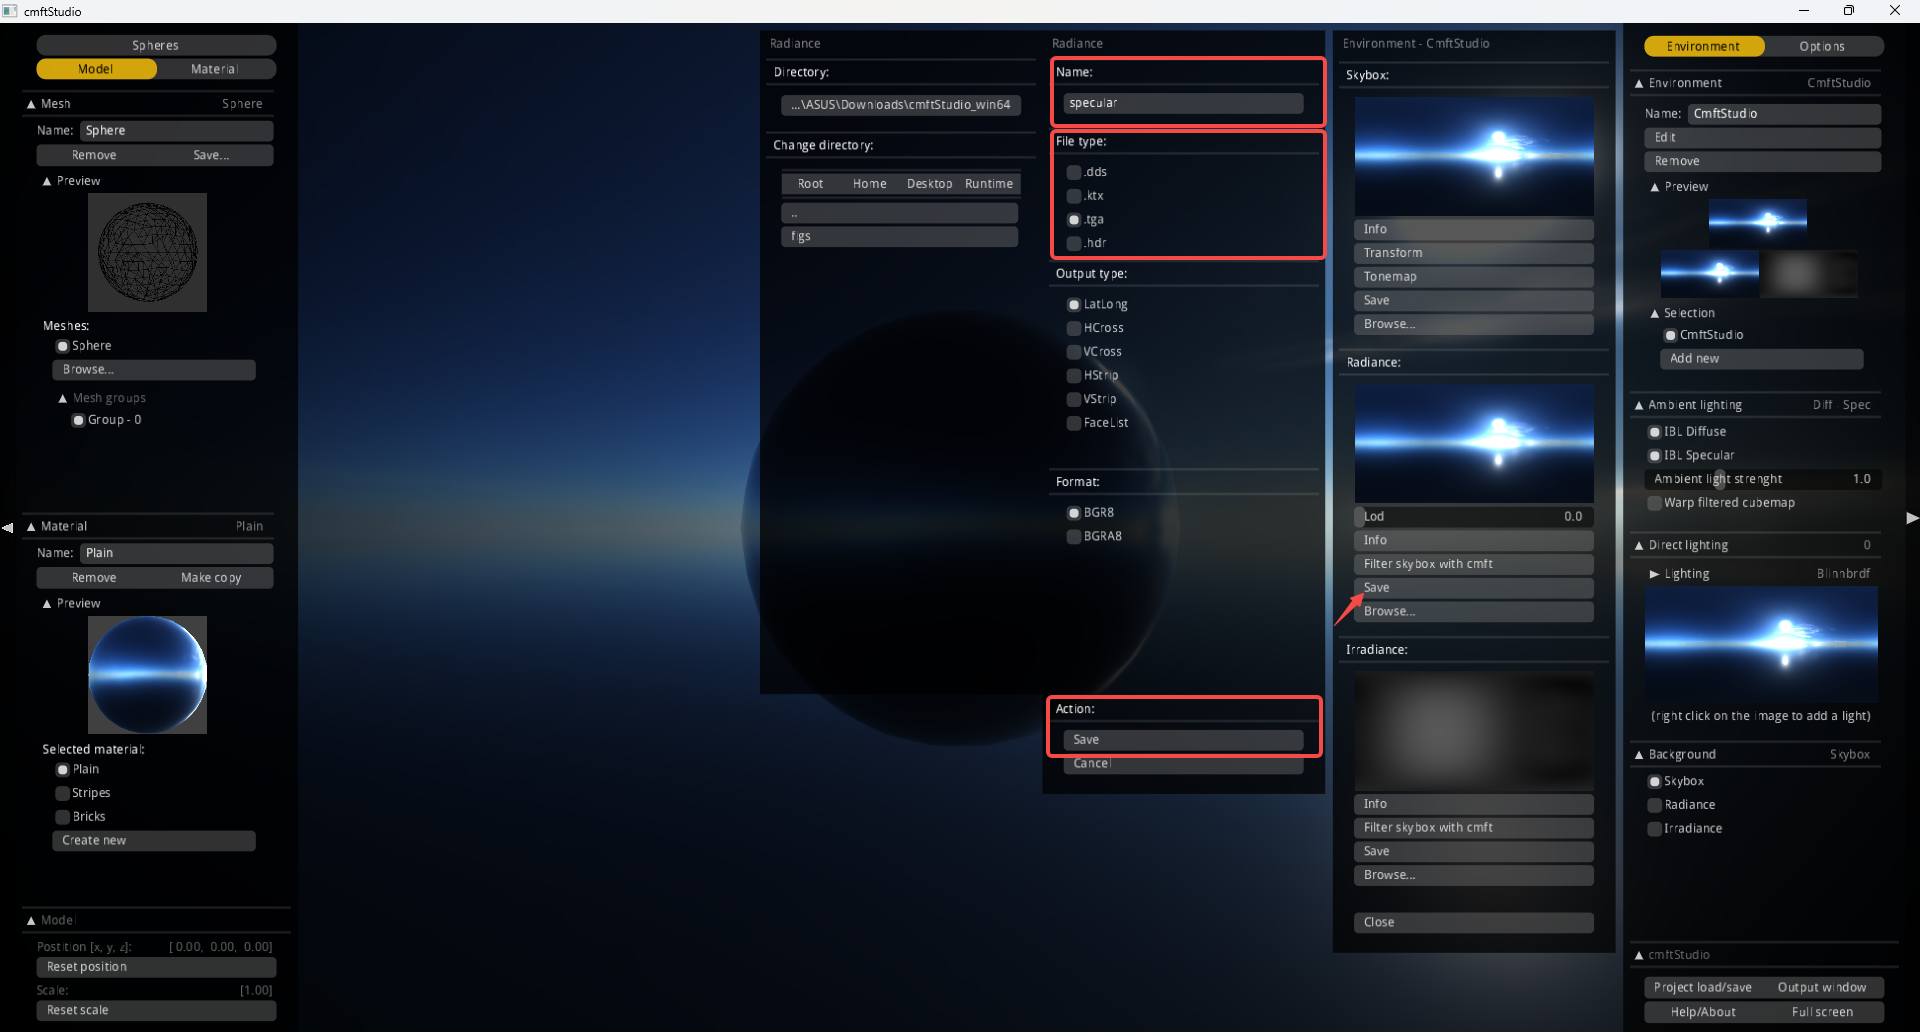 cmftStudio
Spheres
Model Material
▲ Mesh Sphere
Name: Sphere
Remove Save...
▲ Preview
Meshes:
Sphere
Browse...
▲ Mesh groups
Group - 0
▲ Material Plain
Name: Plain
Remove Make copy
▲ Preview
Selected material:
Plain
Stripes
Bricks
Create new
▲ Model
Postition [x, y, z]: [ 0.00, 0.00, 0.00]
Reset position
Scale: [1.00]
Reset scale
Radiance
Directory:
...\ASUS\Downloads\cmftStudio_win64
Change directory:
Root Home Desktop Runtime
..
figs
Radiance
Name:
specular
File type:
.dds
.ktx
.tga
.hdr
Output type:
LatLong
HCross
VCross
HStrip
VStrip
FaceList
Format:
BGR8
BGRA8
Action:
Save
Cancel
Environment - CmftStudio
Skybox:
Info
Transform
Tonemap
Save
Browse...
Radiance:
Lod 0.0
Info
Filter skybox with cmft
Save
Browse...
Irradiance:
Info
Filter skybox with cmft
Save
Browse...
Close
Environment Options
▲ Environment CmftStudio
Name: CmftStudio
Edit
Remove
▲ Preview
▲ Selection
CmftStudio
Add new
▲ Ambient lighting Diff Spec
IBL Diffuse
IBL Specular
Ambient light strenght 1.0
Warp filtered cubemap
▲ Direct lighting 0
▶ Lighting Blinnbrdf
(right click on the image to add a light)
▲ Background Skybox
Skybox
Radiance
Irradiance
▲ cmftStudio
Project load/save Output window
Help/About Full screen